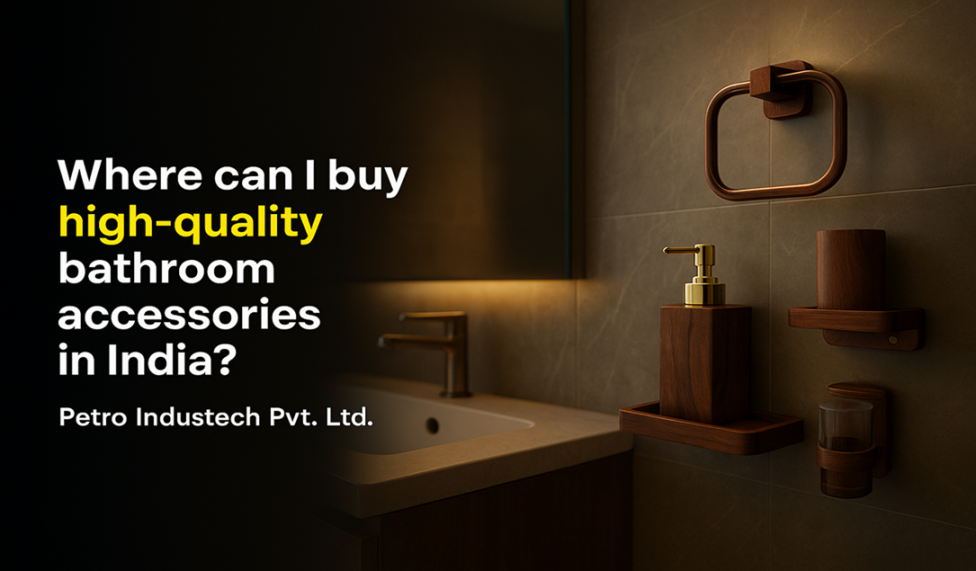 Where can I buy
high-quality
bathroom
accessories
in India?
Petro Industech Pvt. Ltd.